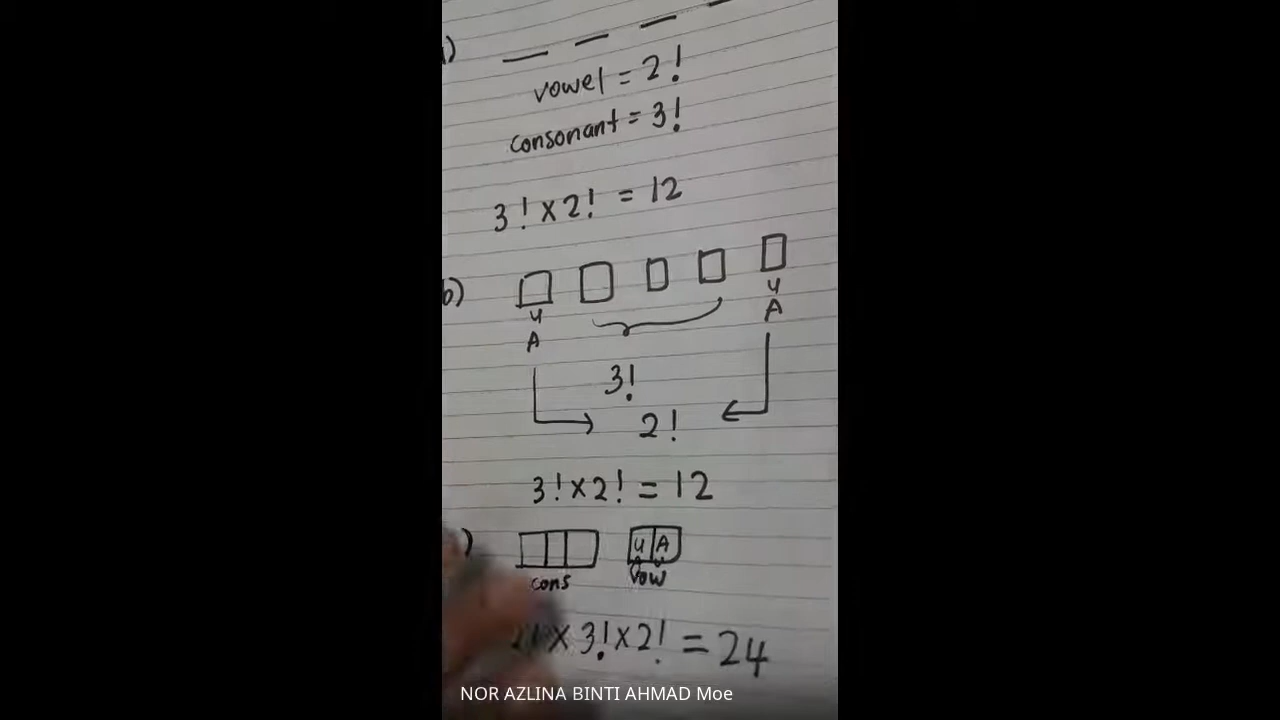 )
vowel = 2!
consonant = 3!
3! x 2! = 12
b)
u u
A A
3!
2!
3! x 2! = 12
)
U A
cons vow
x 3! x 2! = 24
NOR AZLINA BINTI AHMAD Moe